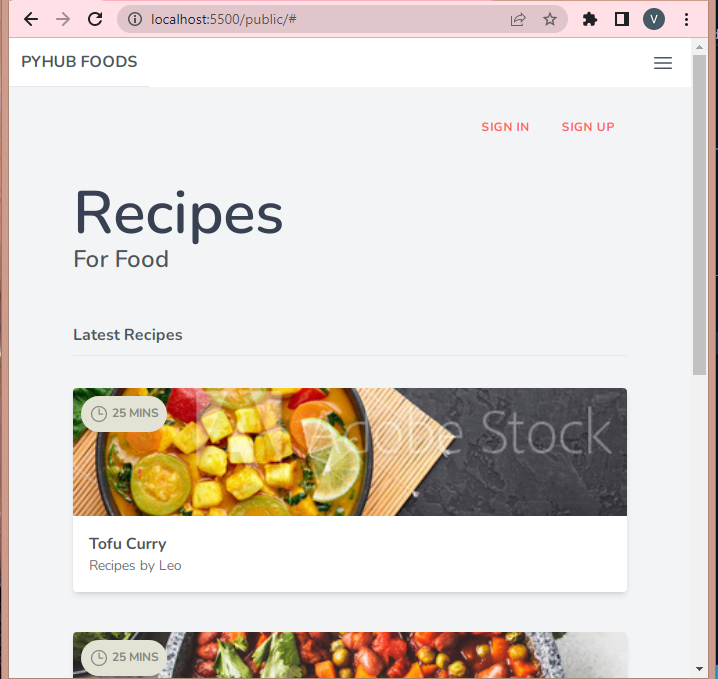 localhost:5500/public/#
V
PYHUB FOODS
SIGN IN SIGN UP
Recipes
For Food
Latest Recipes
25 MINS
Adobe Stock
Tofu Curry
Recipes by Leo
25 MINS